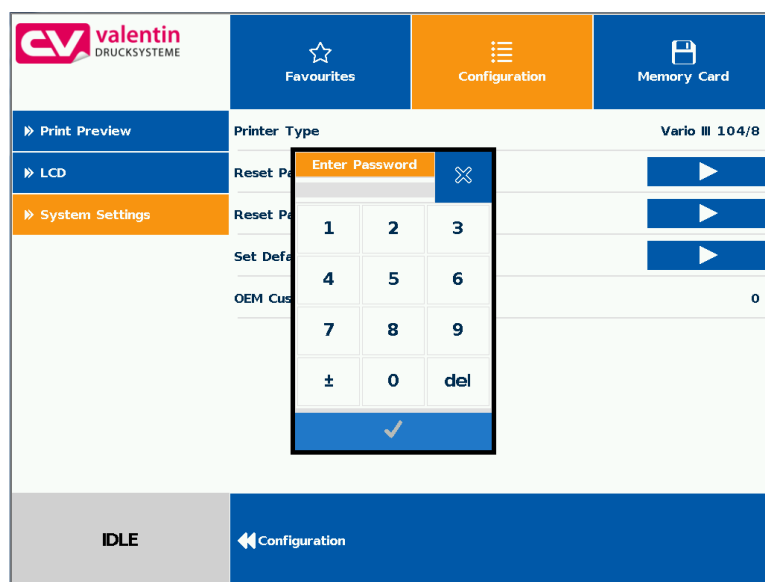 valentin
DRUCKSYSTEME
Favourites
Configuration
Memory Card
Print Preview
LCD
System Settings
Printer Type
Vario III 104/8
Reset Pa
Reset Pa
Set Defa
OEM Cus
0
Enter Password
1 2 3
4 5 6
7 8 9
± 0 del
IDLE
Configuration